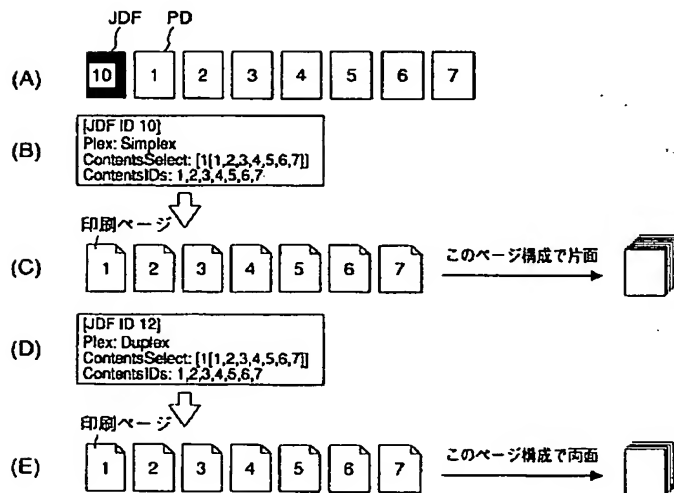 JDF PD
(A) 10 1 2 3 4 5 6 7
(B) [JDF ID 10]
Plex: Simplex
ContentsSelect: [1[1,2,3,4,5,6,7]]
ContentsIDs: 1,2,3,4,5,6,7
印刷ページ
(C) 1 2 3 4 5 6 7 このページ構成で片面
(D) [JDF ID 12]
Plex: Duplex
ContentsSelect: [1[1,2,3,4,5,6,7]]
ContentsIDs: 1,2,3,4,5,6,7
印刷ページ
(E) 1 2 3 4 5 6 7 このページ構成で両面